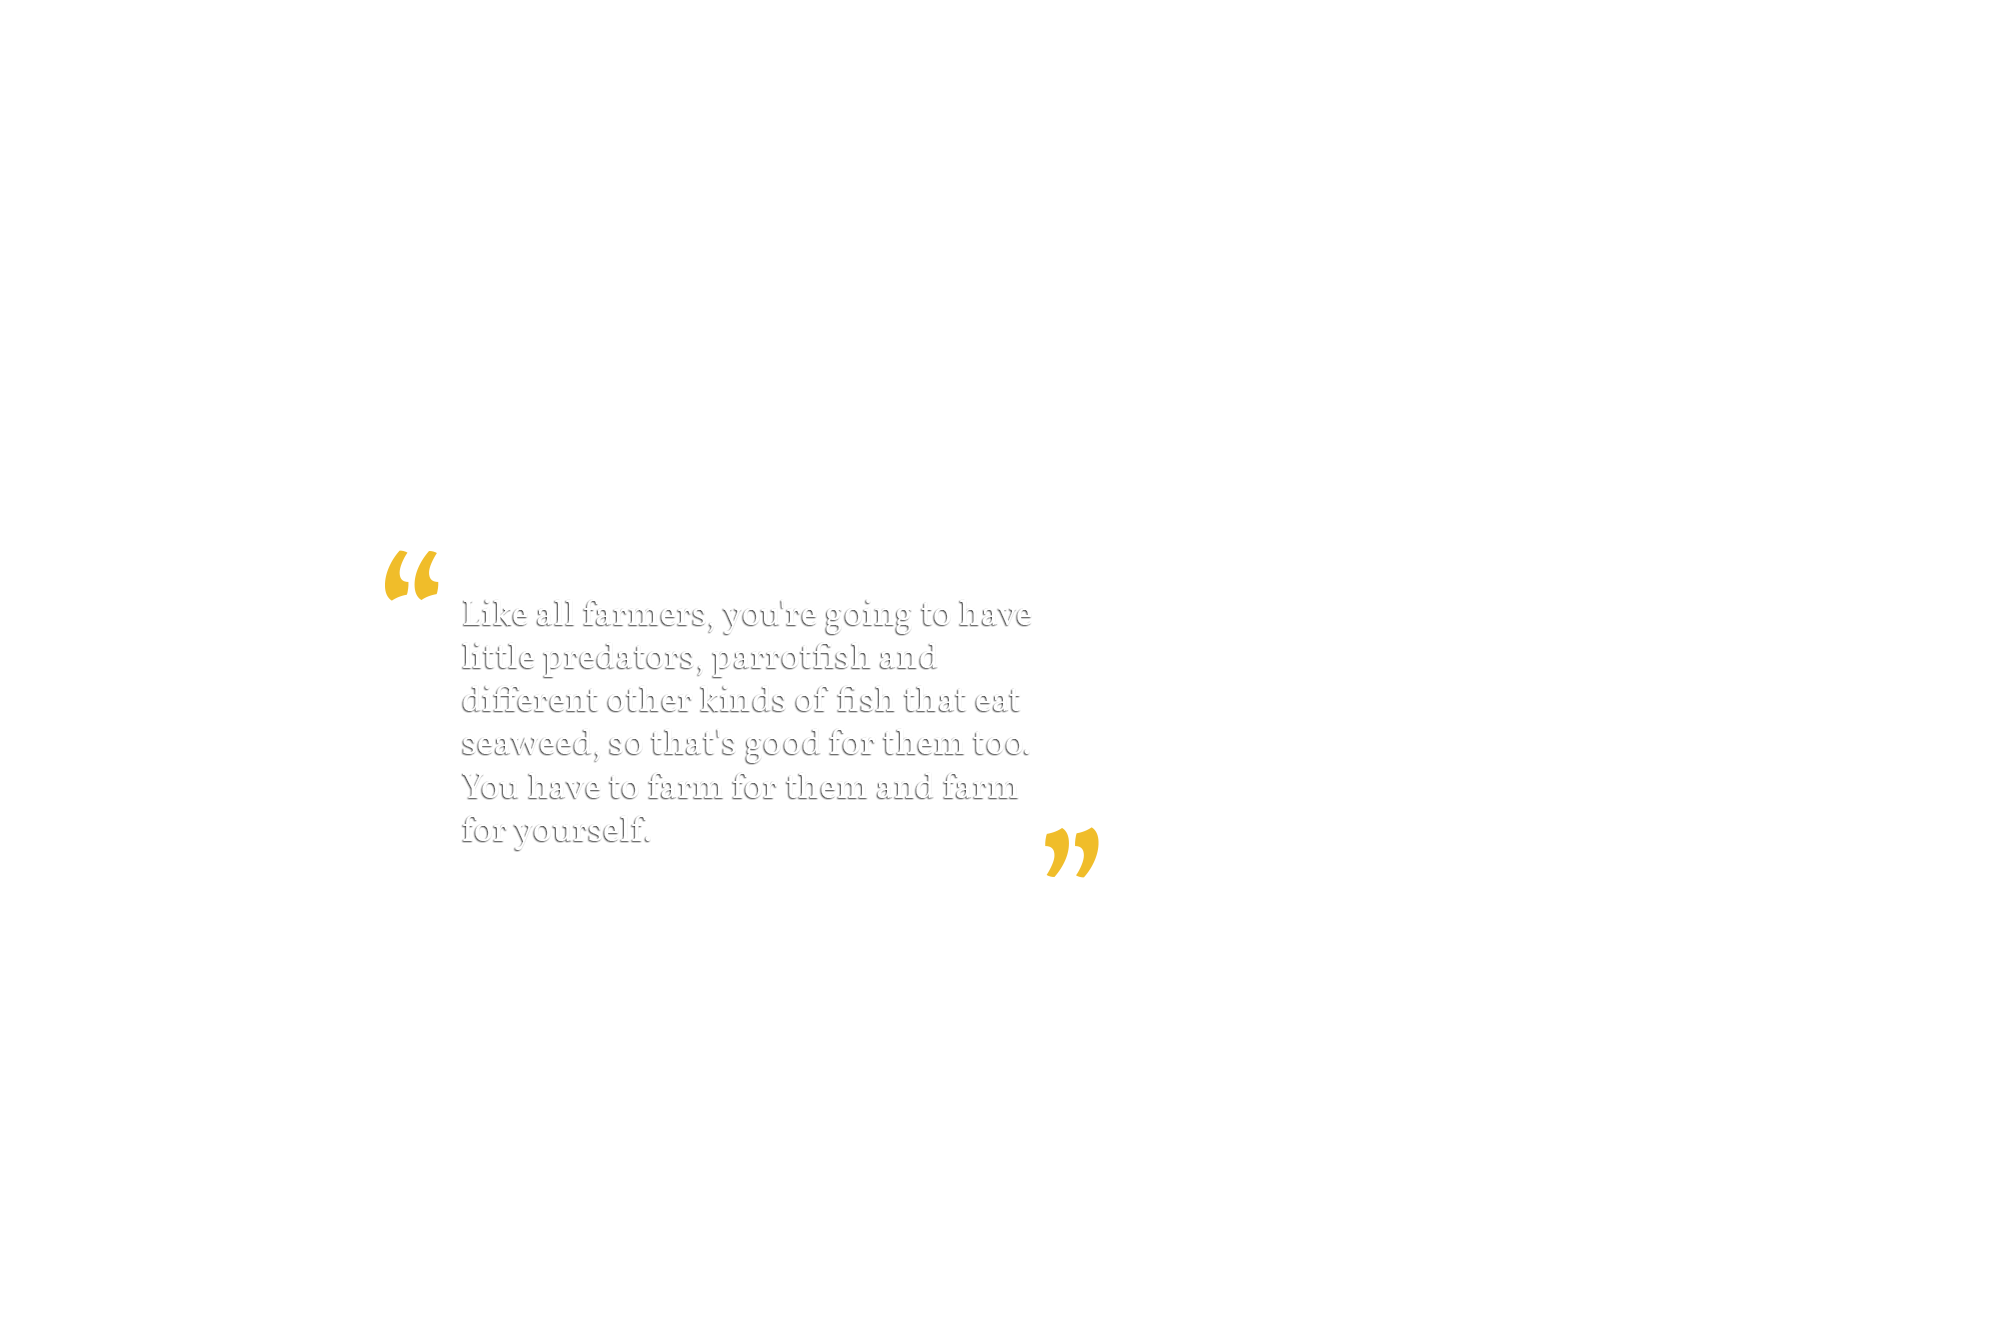 “
Like all farmers, you're going to have
little predators, parrotfish and
different other kinds of fish that eat
seaweed, so that's good for them too.
You have to farm for them and farm
for yourself.
”